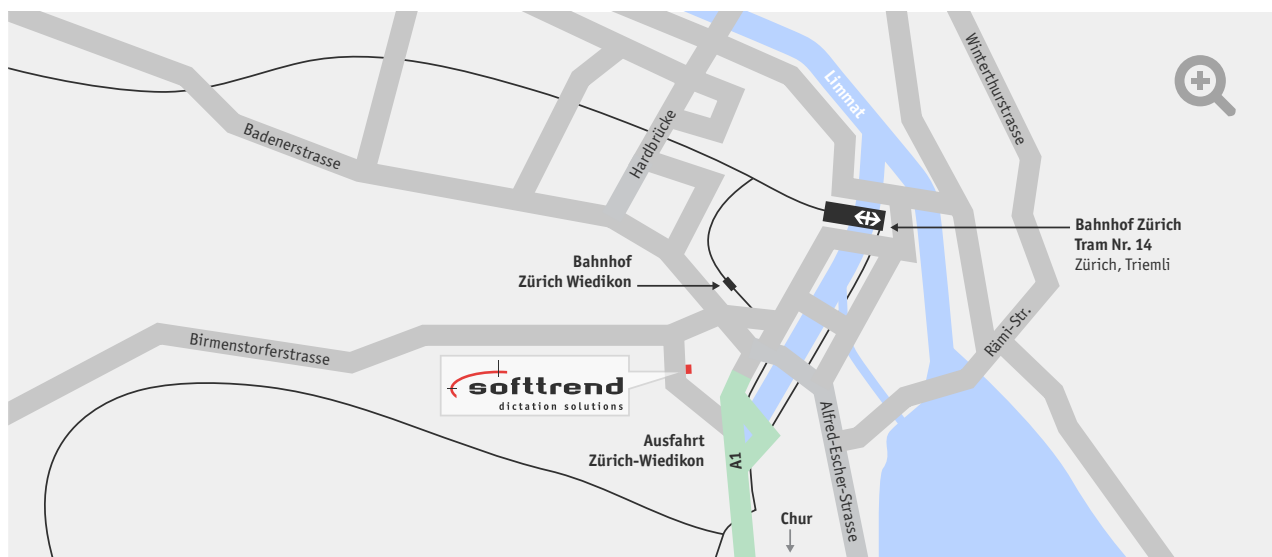 Limmat
Winterthurstrasse
Hardbrücke
Badenerstrasse
Bahnhof Zürich
Tram Nr. 14
Zürich, Triemli
Bahnhof
Zürich Wiedikon
Rämi-Str.
Birmenstorferstrasse
softtrend
dictation solutions
Ausfahrt
Zürich-Wiedikon
A1
Alfred-Escher-Strasse
Chur